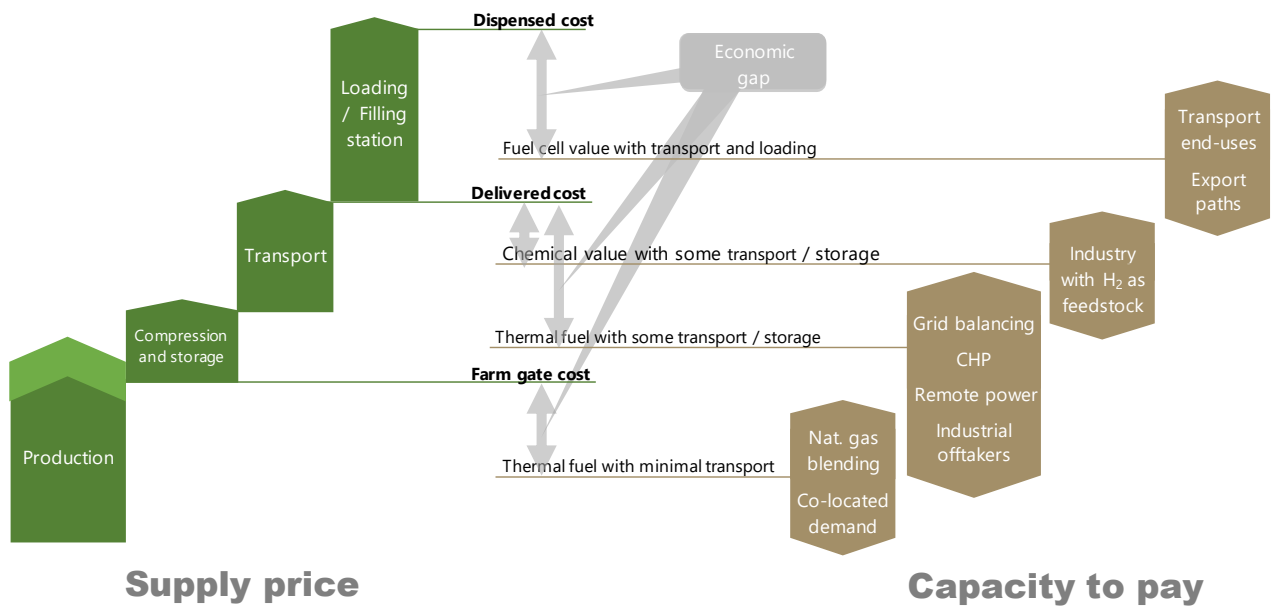 Dispensed cost
Economic
gap
Loading
/ Filling
station
Transport
end-uses
Export
paths
Fuel cell value with transport and loading
Delivered cost
Transport
Chemical value with some transport / storage
Industry
with H₂ as
feedstock
Compression
and storage
Thermal fuel with some transport / storage
Grid balancing
CHP
Remote power
Industrial
offtakers
Farm gate cost
Production
Thermal fuel with minimal transport
Nat. gas
blending
Co-located
demand
Supply price
Capacity to pay